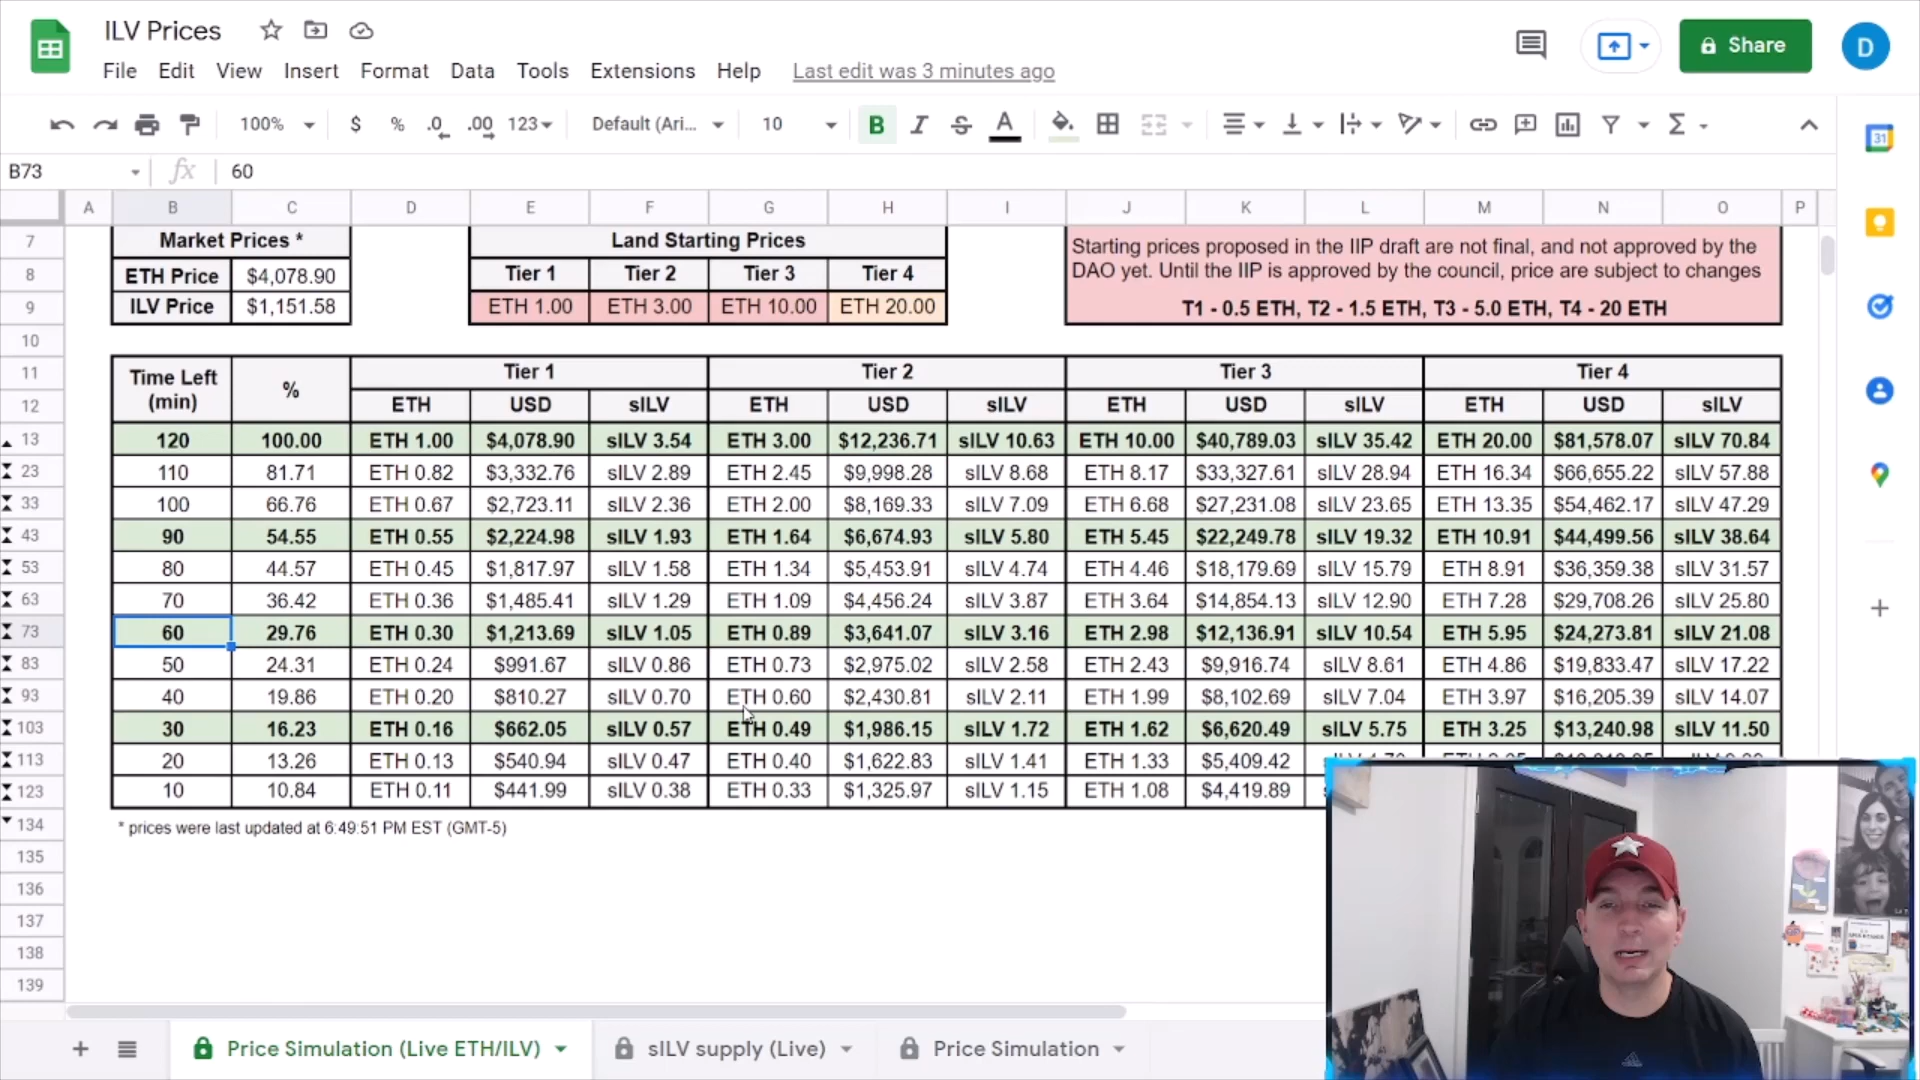 ILV Prices
File Edit View Insert Format Data Tools Extensions Help Last edit was 3 minutes ago
Share
D
100% $ % .0 .00 123 Default (Ari... 10 B I S A
31
B73 fx 60
A B C D E F G H I J K L M N O P
7 Market Prices * Land Starting Prices
Starting prices proposed in the IIP draft are not final, and not approved by the
DAO yet. Until the IIP is approved by the council, price are subject to changes
T1 - 0.5 ETH, T2 - 1.5 ETH, T3 - 5.0 ETH, T4 - 20 ETH
8 ETH Price $4,078.90 Tier 1 Tier 2 Tier 3 Tier 4
9 ILV Price $1,151.58 ETH 1.00 ETH 3.00 ETH 10.00 ETH 20.00
10
11 Time Left (min) % Tier 1 Tier 2 Tier 3 Tier 4
12 ETH USD sILV ETH USD sILV ETH USD sILV ETH USD sILV
13 120 100.00 ETH 1.00 $4,078.90 sILV 3.54 ETH 3.00 $12,236.71 sILV 10.63 ETH 10.00 $40,789.03 sILV 35.42 ETH 20.00 $81,578.07 sILV 70.84
23 110 81.71 ETH 0.82 $3,332.76 sILV 2.89 ETH 2.45 $9,998.28 sILV 8.68 ETH 8.17 $33,327.61 sILV 28.94 ETH 16.34 $66,655.22 sILV 57.88
33 100 66.76 ETH 0.67 $2,723.11 sILV 2.36 ETH 2.00 $8,169.33 sILV 7.09 ETH 6.68 $27,231.08 sILV 23.65 ETH 13.35 $54,462.17 sILV 47.29
43 90 54.55 ETH 0.55 $2,224.98 sILV 1.93 ETH 1.64 $6,674.93 sILV 5.80 ETH 5.45 $22,249.78 sILV 19.32 ETH 10.91 $44,499.56 sILV 38.64
53 80 44.57 ETH 0.45 $1,817.97 sILV 1.58 ETH 1.34 $5,453.91 sILV 4.74 ETH 4.46 $18,179.69 sILV 15.79 ETH 8.91 $36,359.38 sILV 31.57
63 70 36.42 ETH 0.36 $1,485.41 sILV 1.29 ETH 1.09 $4,456.24 sILV 3.87 ETH 3.64 $14,854.13 sILV 12.90 ETH 7.28 $29,708.26 sILV 25.80
73 60 29.76 ETH 0.30 $1,213.69 sILV 1.05 ETH 0.89 $3,641.07 sILV 3.16 ETH 2.98 $12,136.91 sILV 10.54 ETH 5.95 $24,273.81 sILV 21.08
83 50 24.31 ETH 0.24 $991.67 sILV 0.86 ETH 0.73 $2,975.02 sILV 2.58 ETH 2.43 $9,916.74 sILV 8.61 ETH 4.86 $19,833.47 sILV 17.22
93 40 19.86 ETH 0.20 $810.27 sILV 0.70 ETH 0.60 $2,430.81 sILV 2.11 ETH 1.99 $8,102.69 sILV 7.04 ETH 3.97 $16,205.39 sILV 14.07
103 30 16.23 ETH 0.16 $662.05 sILV 0.57 ETH 0.49 $1,986.15 sILV 1.72 ETH 1.62 $6,620.49 sILV 5.75 ETH 3.25 $13,240.98 sILV 11.50
113 20 13.26 ETH 0.13 $540.94 sILV 0.47 ETH 0.40 $1,622.83 sILV 1.41 ETH 1.33 $5,409.42
123 10 10.84 ETH 0.11 $441.99 sILV 0.38 ETH 0.33 $1,325.97 sILV 1.15 ETH 1.08 $4,419.89
134 * prices were last updated at 6:49:51 PM EST (GMT-5)
135
136
137
138
139
Price Simulation (Live ETH/ILV) sILV supply (Live) Price Simulation